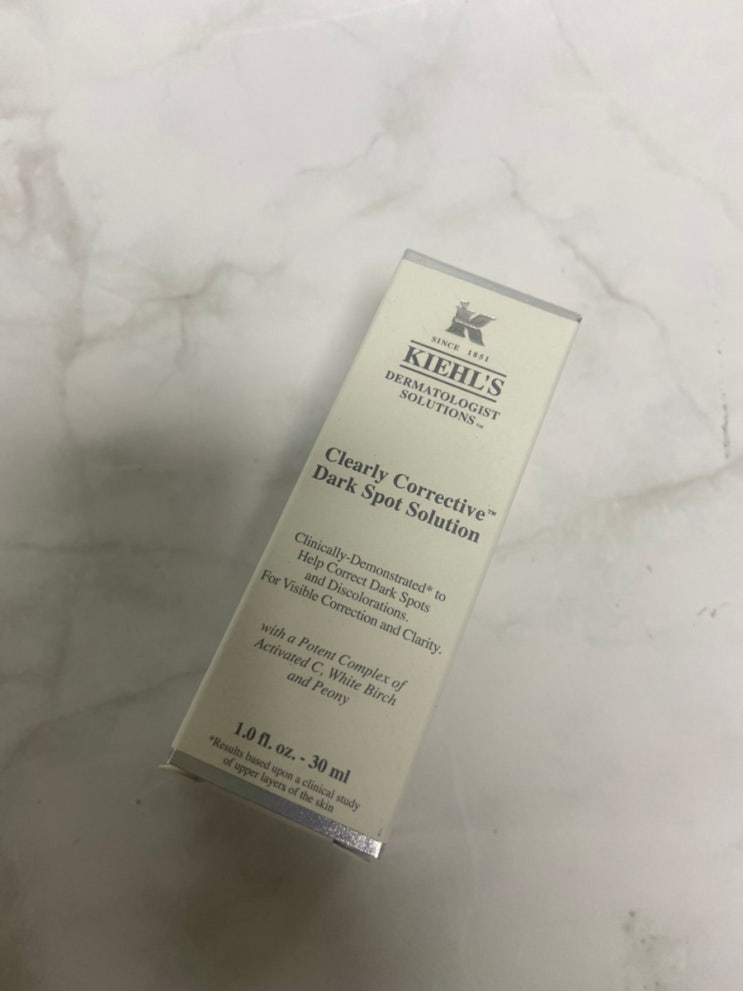 K
SINCE 1851
KIEHL'S
DERMATOLOGIST
SOLUTIONS™
Clearly Corrective™
Dark Spot Solution
Clinically-Demonstrated* to
Help Correct Dark Spots
and Discolorations.
For Visible Correction and Clarity.
with a Potent Complex of
Activated C, White Birch
and Peony
1.0 fl. oz. - 30 ml
*Results based upon a clinical study
of upper layers of the skin